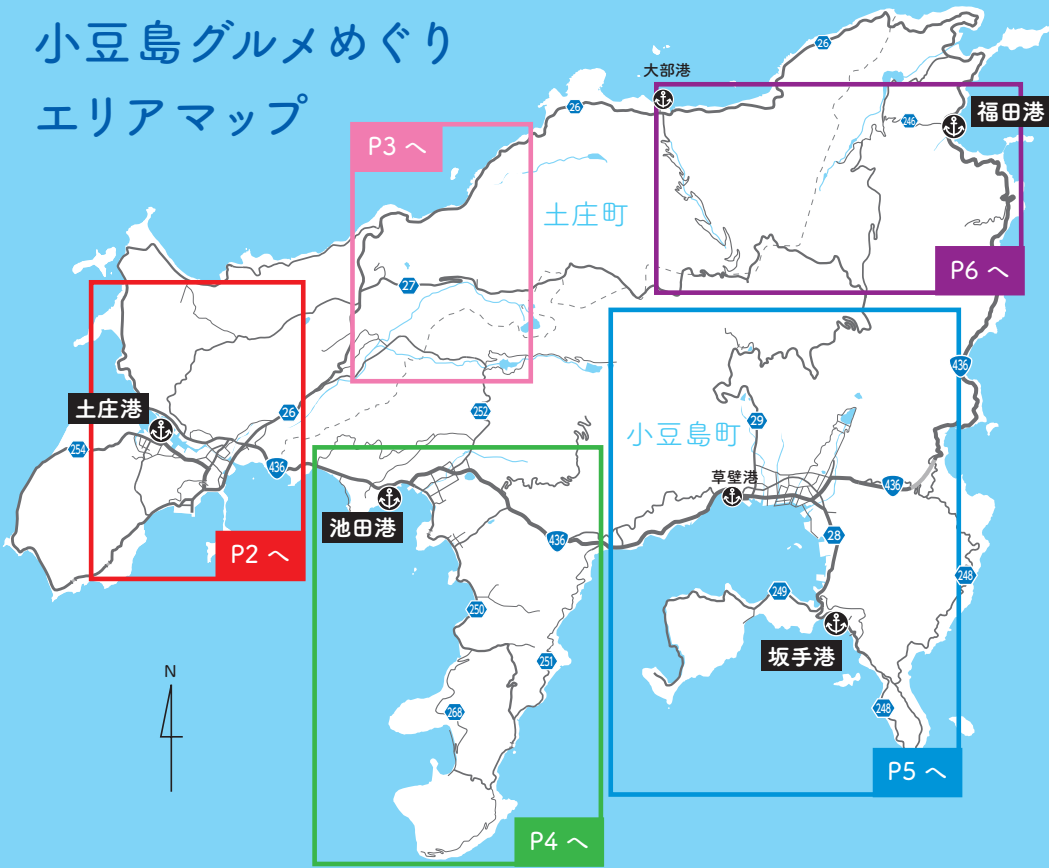 小豆島グルメめぐり
エリアマップ
26
大部港
26
246
福田港
P3 へ
土庄町
P6 へ
27
436
土庄港
26
252
29
小豆島町
254
436
草壁港
436
池田港
P2 へ
436
28
248
250
249
坂手港
251
268
248
N
P5 へ
P4 へ